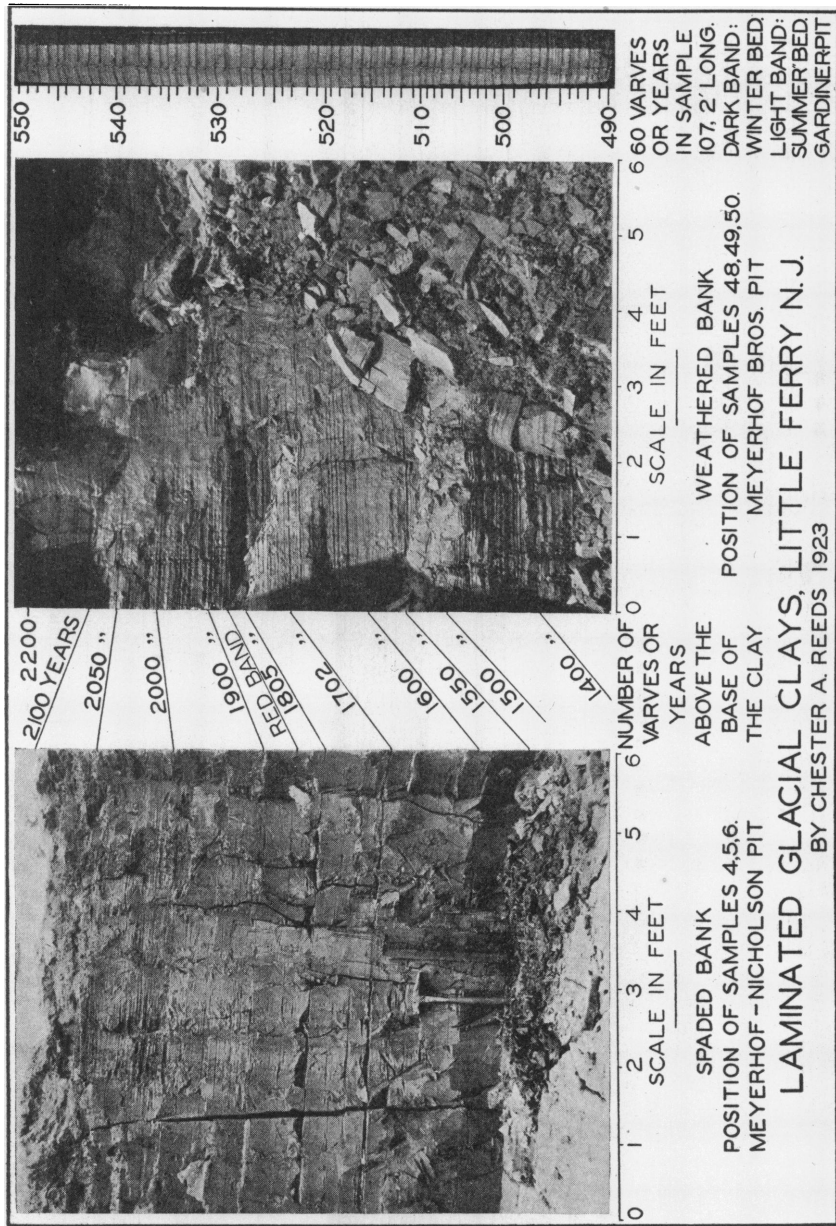 2200
2100 YEARS
2050 "
2000 "
1900 "
RED BAND
1805 "
1702 "
1600 "
1550 "
1500 "
1400 "
550
540
530
520
510
500
490
0 1 2 3 4 5 6
SCALE IN FEET
SPADED BANK
POSITION OF SAMPLES 4,5,6.
MEYERHOF-NICHOLSON PIT
NUMBER OF
VARVES OR
YEARS
ABOVE THE
BASE OF
THE CLAY
0 1 2 3 4 5 6
SCALE IN FEET
WEATHERED BANK
POSITION OF SAMPLES 48,49,50.
MEYERHOF BROS. PIT
60 VARVES
OR YEARS
IN SAMPLE
107, 2' LONG.
DARK BAND:
WINTER BED.
LIGHT BAND:
SUMMER BED.
GARDINER PIT
LAMINATED GLACIAL CLAYS, LITTLE FERRY N.J.
BY CHESTER A. REEDS 1923